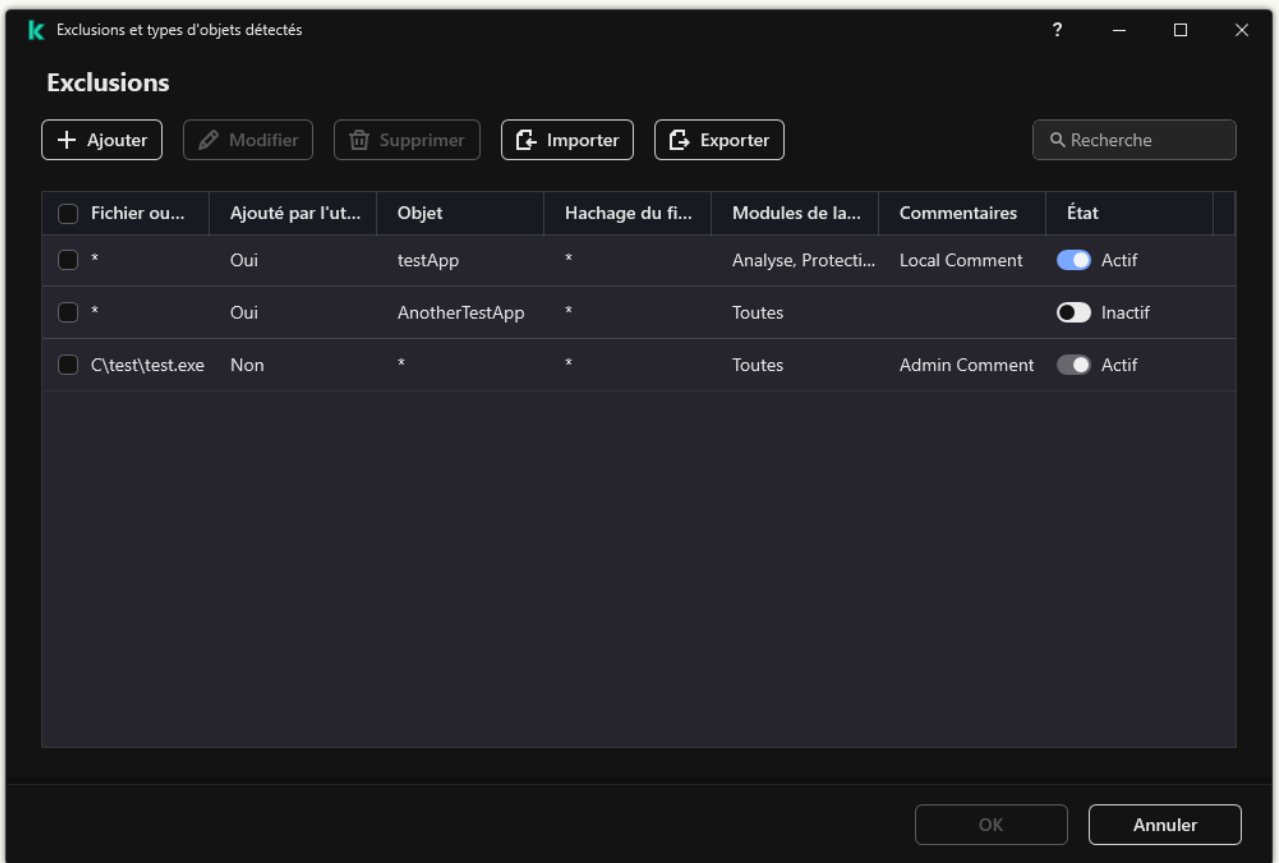 Exclusions et types d'objets détectés ?
Exclusions
Ajouter Modifier Supprimer Importer Exporter Recherche
Fichier ou... Ajouté par l'ut... Objet Hachage du fi... Modules de la... Commentaires État
* Oui testApp * Analyse, Protecti... Local Comment Actif
* Oui AnotherTestApp * Toutes Inactif
C\test\test.exe Non * * Toutes Admin Comment Actif
OK Annuler